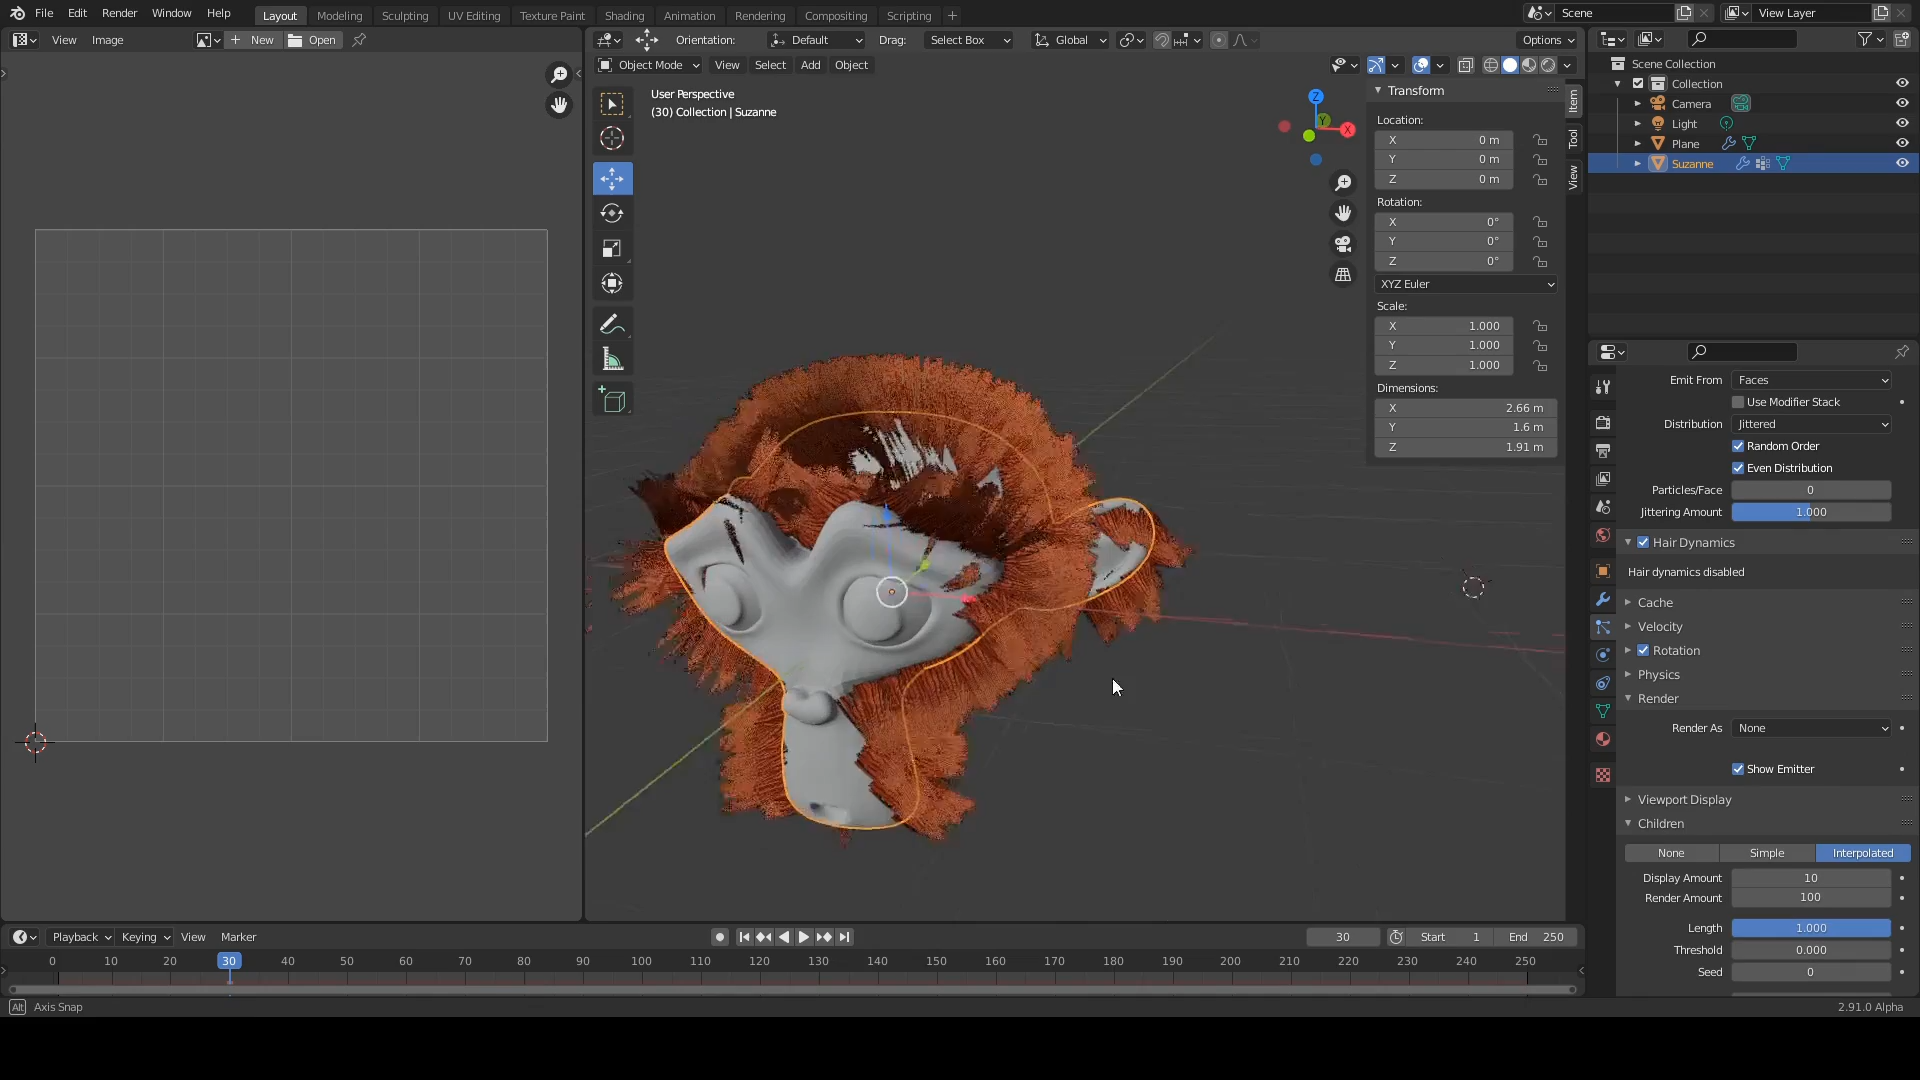 File Edit Render Window Help Layout Modeling Sculpting UV Editing Texture Paint Shading Animation Rendering Compositing Scripting + Scene View Layer
View Image + New Open
Orientation: Default Drag: Select Box Global Options
Object Mode View Select Add Object
User Perspective
(30) Collection | Suzanne
Z
Y
X
Transform
Location:
X 0 m
Y 0 m
Z 0 m
Rotation:
X 0°
Y 0°
Z 0°
XYZ Euler
Scale:
X 1.000
Y 1.000
Z 1.000
Dimensions:
X 2.66 m
Y 1.6 m
Z 1.91 m
Item
Tool
View
Scene Collection
Collection
Camera
Light
Plane
Suzanne
Emit From Faces
Use Modifier Stack
Distribution Jittered
Random Order
Even Distribution
Particles/Face 0
Jittering Amount 1.000
Hair Dynamics
Hair dynamics disabled
Cache
Velocity
Rotation
Physics
Render
Render As None
Show Emitter
Viewport Display
Children
None Simple Interpolated
Display Amount 10
Render Amount 100
Length 1.000
Threshold 0.000
Seed 0
Playback Keying View Marker 30 Start 1 End 250
0 10 20 30 40 50 60 70 80 90 100 110 120 130 140 150 160 170 180 190 200 210 220 230 240 250
Alt Axis Snap 2.91.0 Alpha